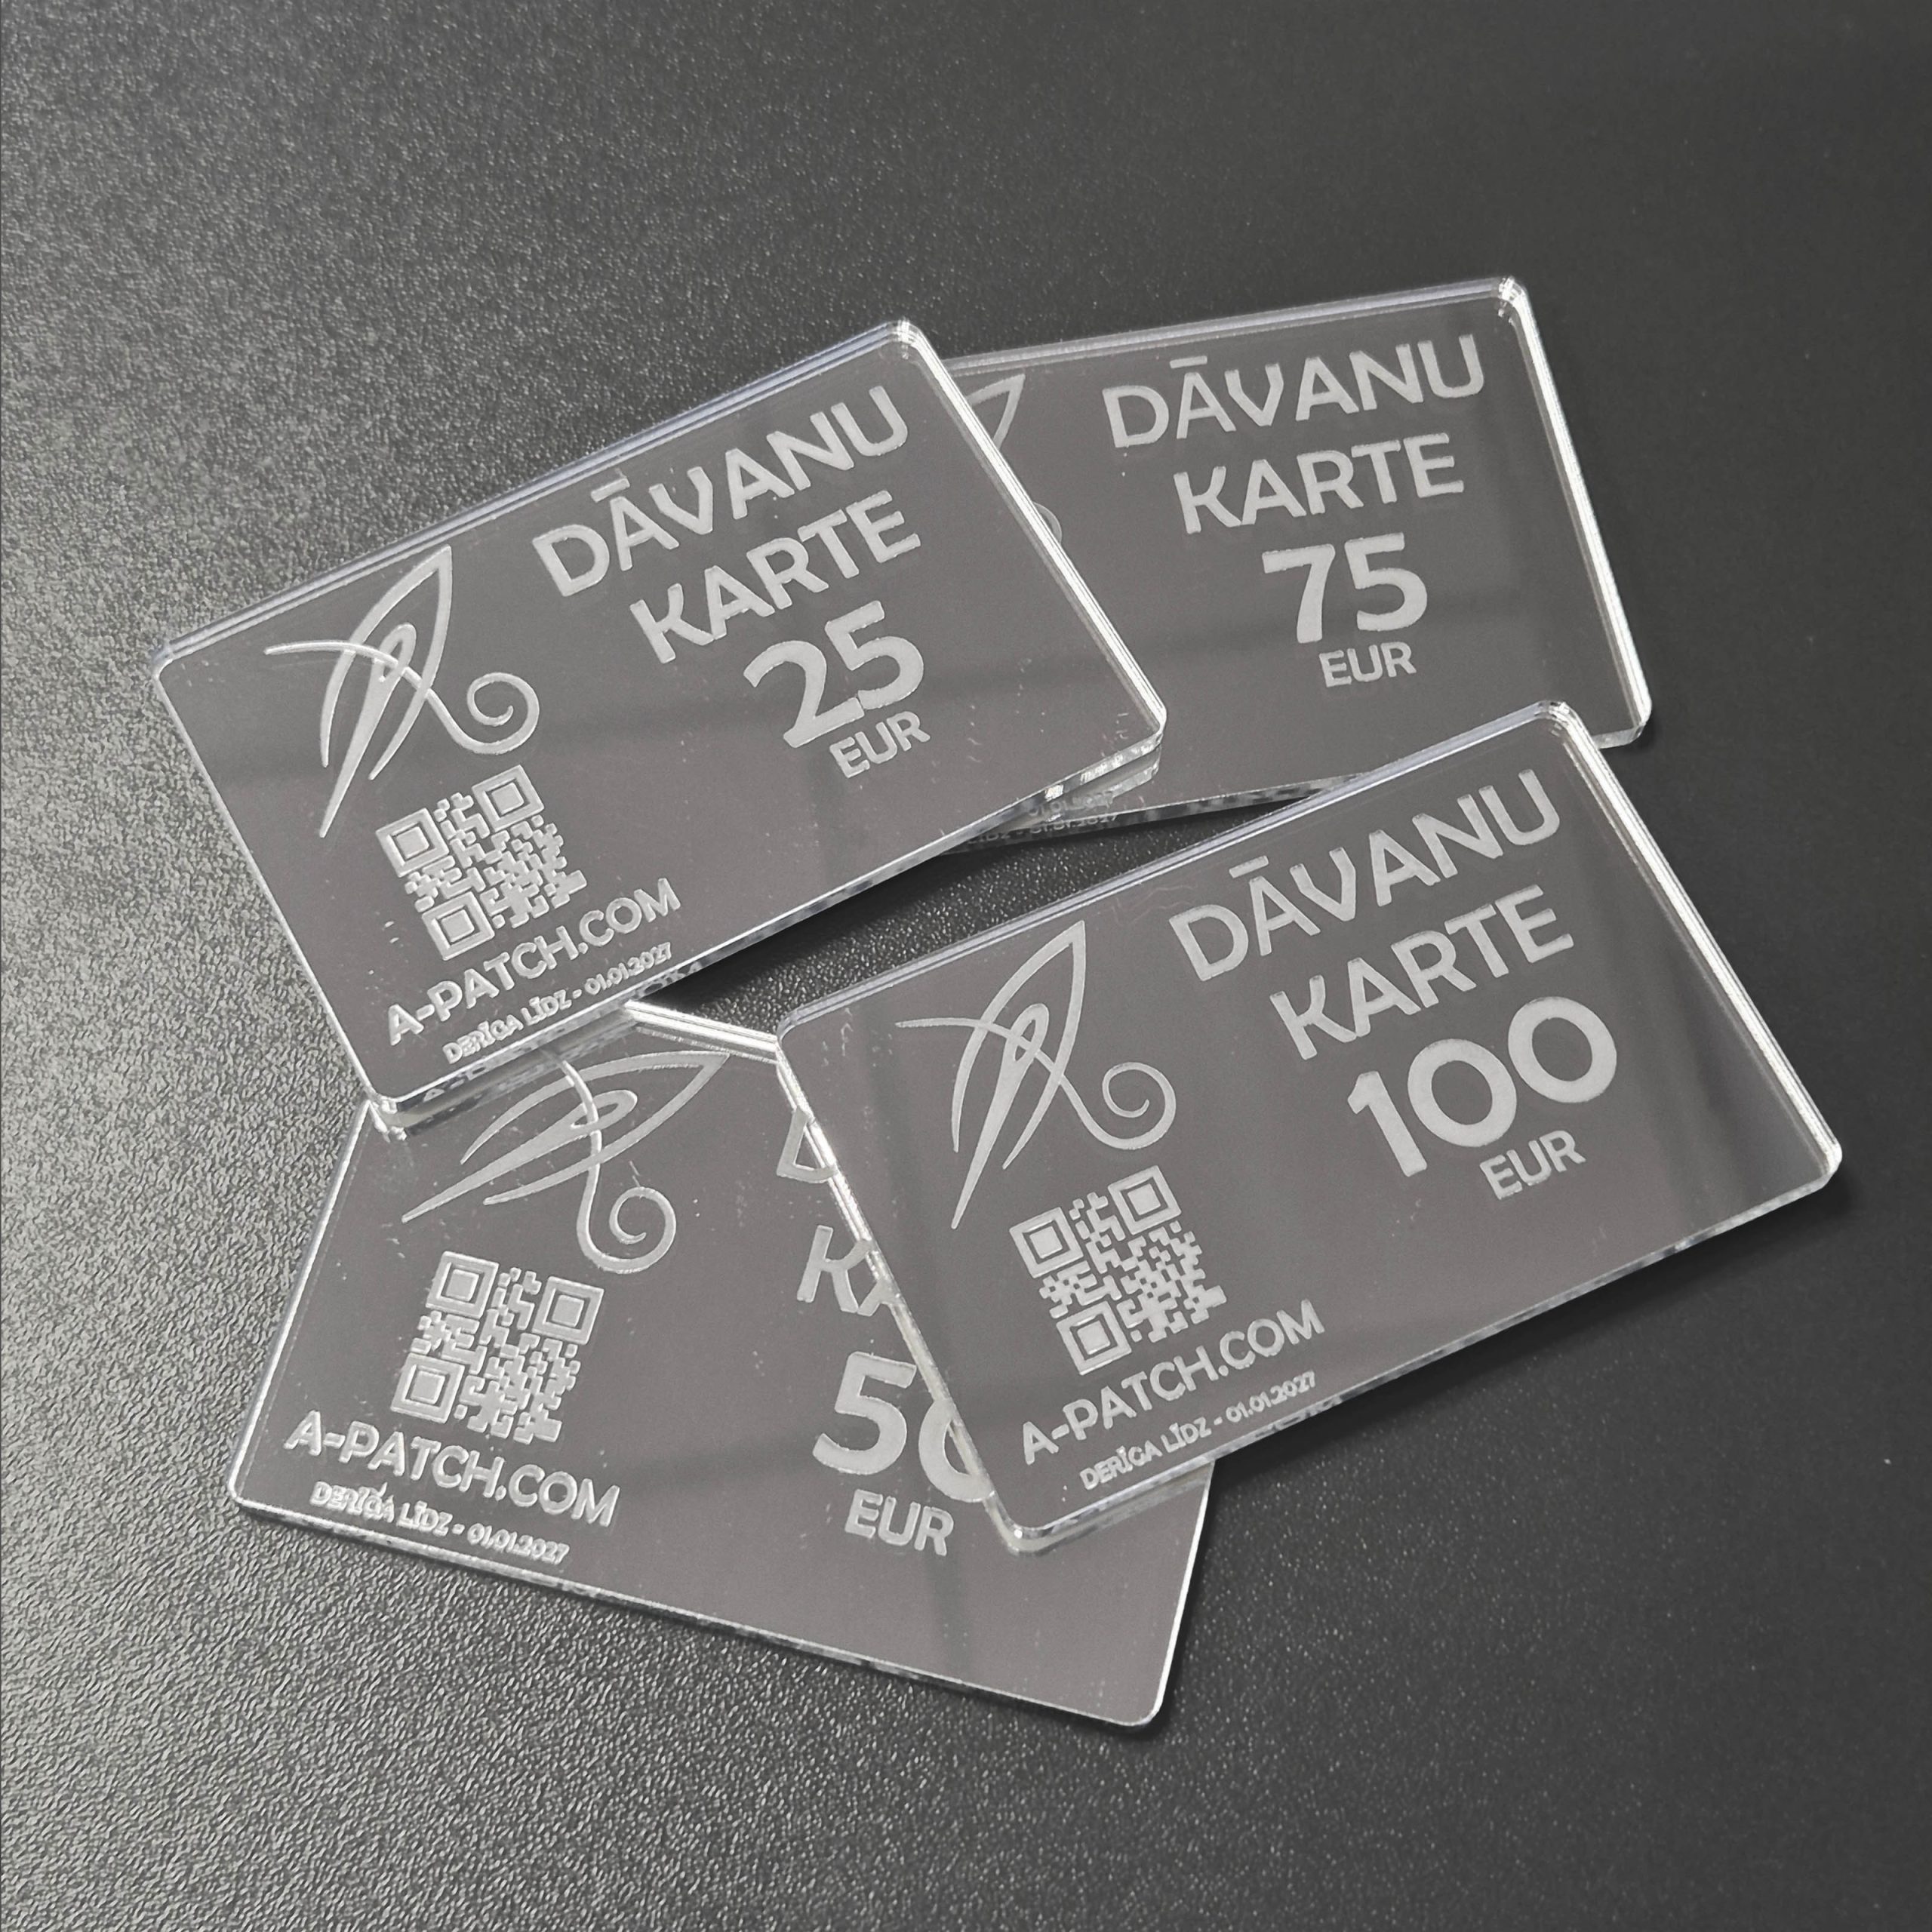 DĀVANU
KARTE
25
EUR
A-PATCH.COM
DERĪGA LĪDZ - 01.01.2027
DĀVANU
KARTE
75
EUR
DĀVANU
KARTE
100
EUR
A-PATCH.COM
DERĪGA LĪDZ - 01.01.2027
EUR
A-PATCH.COM
DERĪGA LĪDZ - 01.01.2027